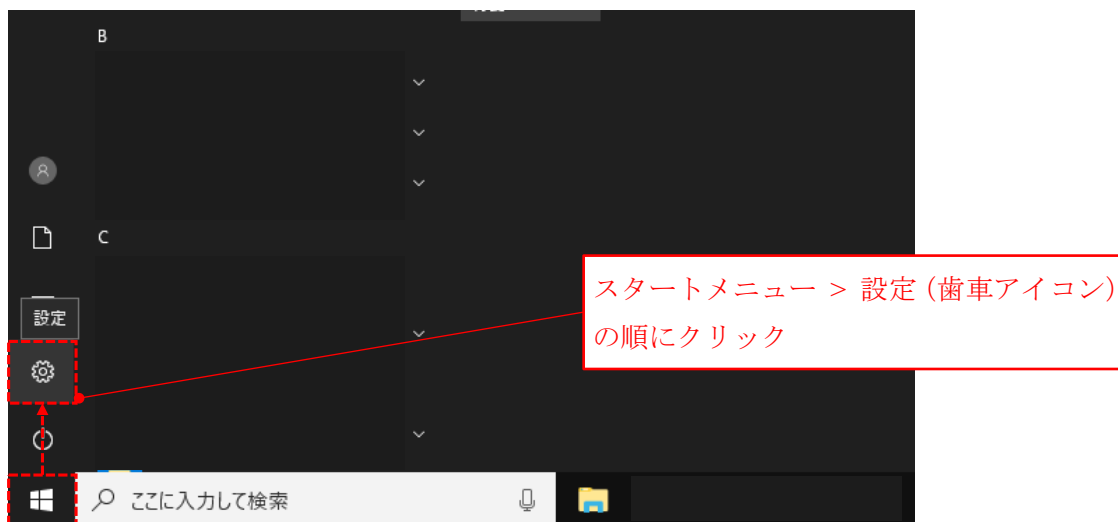 B
C
スタートメニュー > 設定(歯車アイコン)
の順にクリック
設定
ここに入力して検索